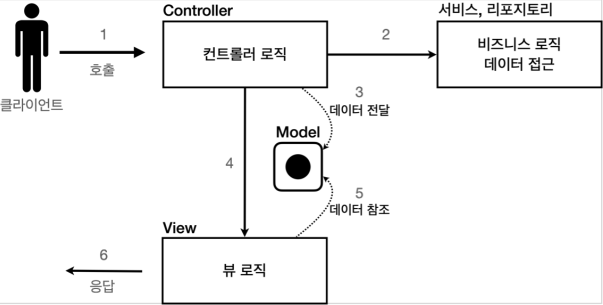 Controller
서비스, 리포지토리
1
호출
클라이언트
컨트롤러 로직
2
비즈니스 로직
데이터 접근
3
데이터 전달
Model
4
5
데이터 참조
View
뷰 로직
6
응답